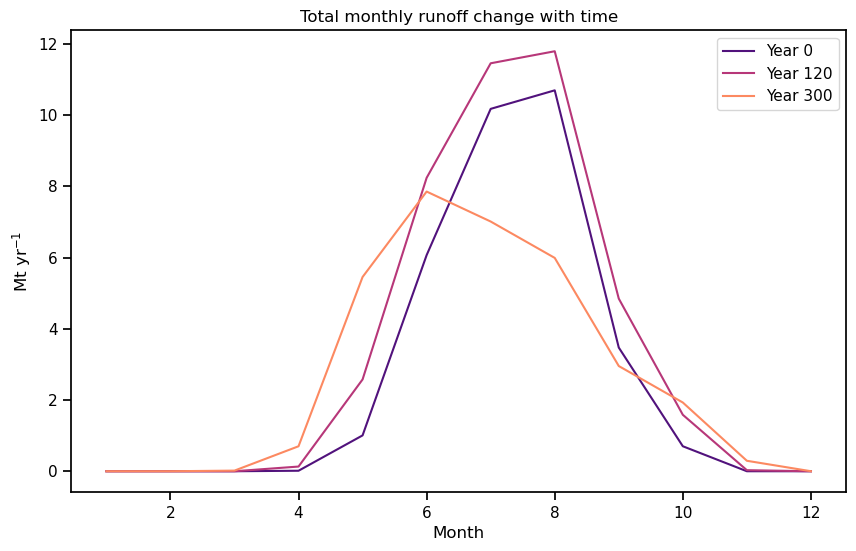 Total monthly runoff change with time
12
10
8
6
4
2
0
Mt yr⁻¹
Year 0
Year 120
Year 300
2 4 6 8 10 12
Month